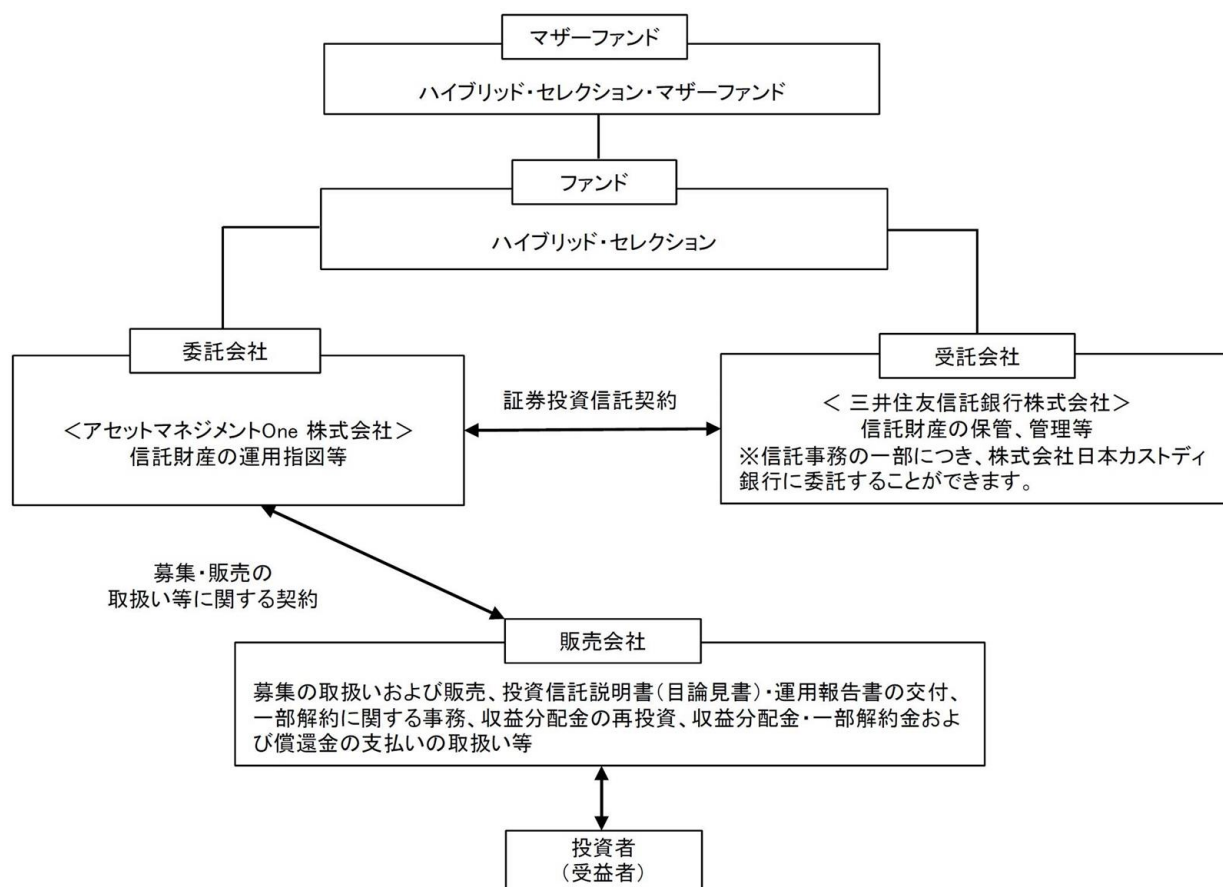 マザーファンド
ハイブリッド・セレクション・マザーファンド
ファンド
ハイブリッド・セレクション
委託会社
＜アセットマネジメントOne 株式会社＞
信託財産の運用指図等
証券投資信託契約
受託会社
＜ 三井住友信託銀行株式会社＞
信託財産の保管、管理等
※信託事務の一部につき、株式会社日本カストディ
銀行に委託することができます。
募集・販売の
取扱い等に関する契約
販売会社
募集の取扱いおよび販売、投資信託説明書（目論見書）・運用報告書の交付、
一部解約に関する事務、収益分配金の再投資、収益分配金・一部解約金およ
び償還金の支払いの取扱い等
投資者
（受益者）